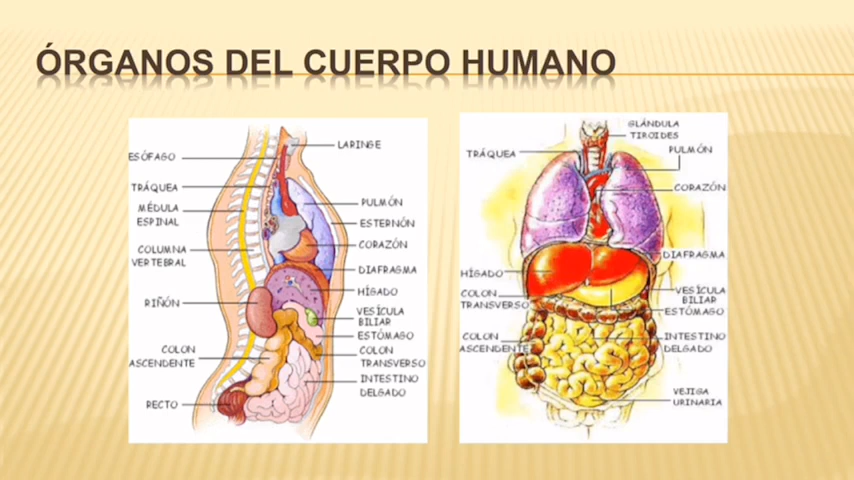 ÓRGANOS DEL CUERPO HUMANO
LARINGE
ESÓFAGO
TRÁQUEA
MÉDULA
ESPINAL
COLUMNA
VERTEBRAL
RIÑÓN
COLON
ASCENDENTE
RECTO
PULMÓN
ESTERNÓN
CORAZÓN
DIAFRAGMA
HÍGADO
VESÍCULA
BILIAR
ESTÓMAGO
COLON
TRANSVERSO
INTESTINO
DELGADO
GLÁNDULA
TIROIDES
TRÁQUEA
PULMÓN
CORAZÓN
DIAFRAGMA
HÍGADO
COLON
TRANSVERSO
VESÍCULA
BILIAR
ESTÓMAGO
COLON
ASCENDENTE
INTESTINO
DELGADO
VEJIGA
URINARIA